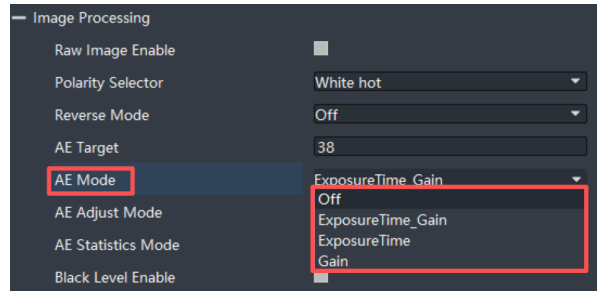 Image Processing
Raw Image Enable
Polarity Selector White hot
Reverse Mode Off
AE Target 38
AE Mode ExposureTime_Gain
Off
AE Adjust Mode ExposureTime_Gain
AE Statistics Mode ExposureTime
Gain
Black Level Enable